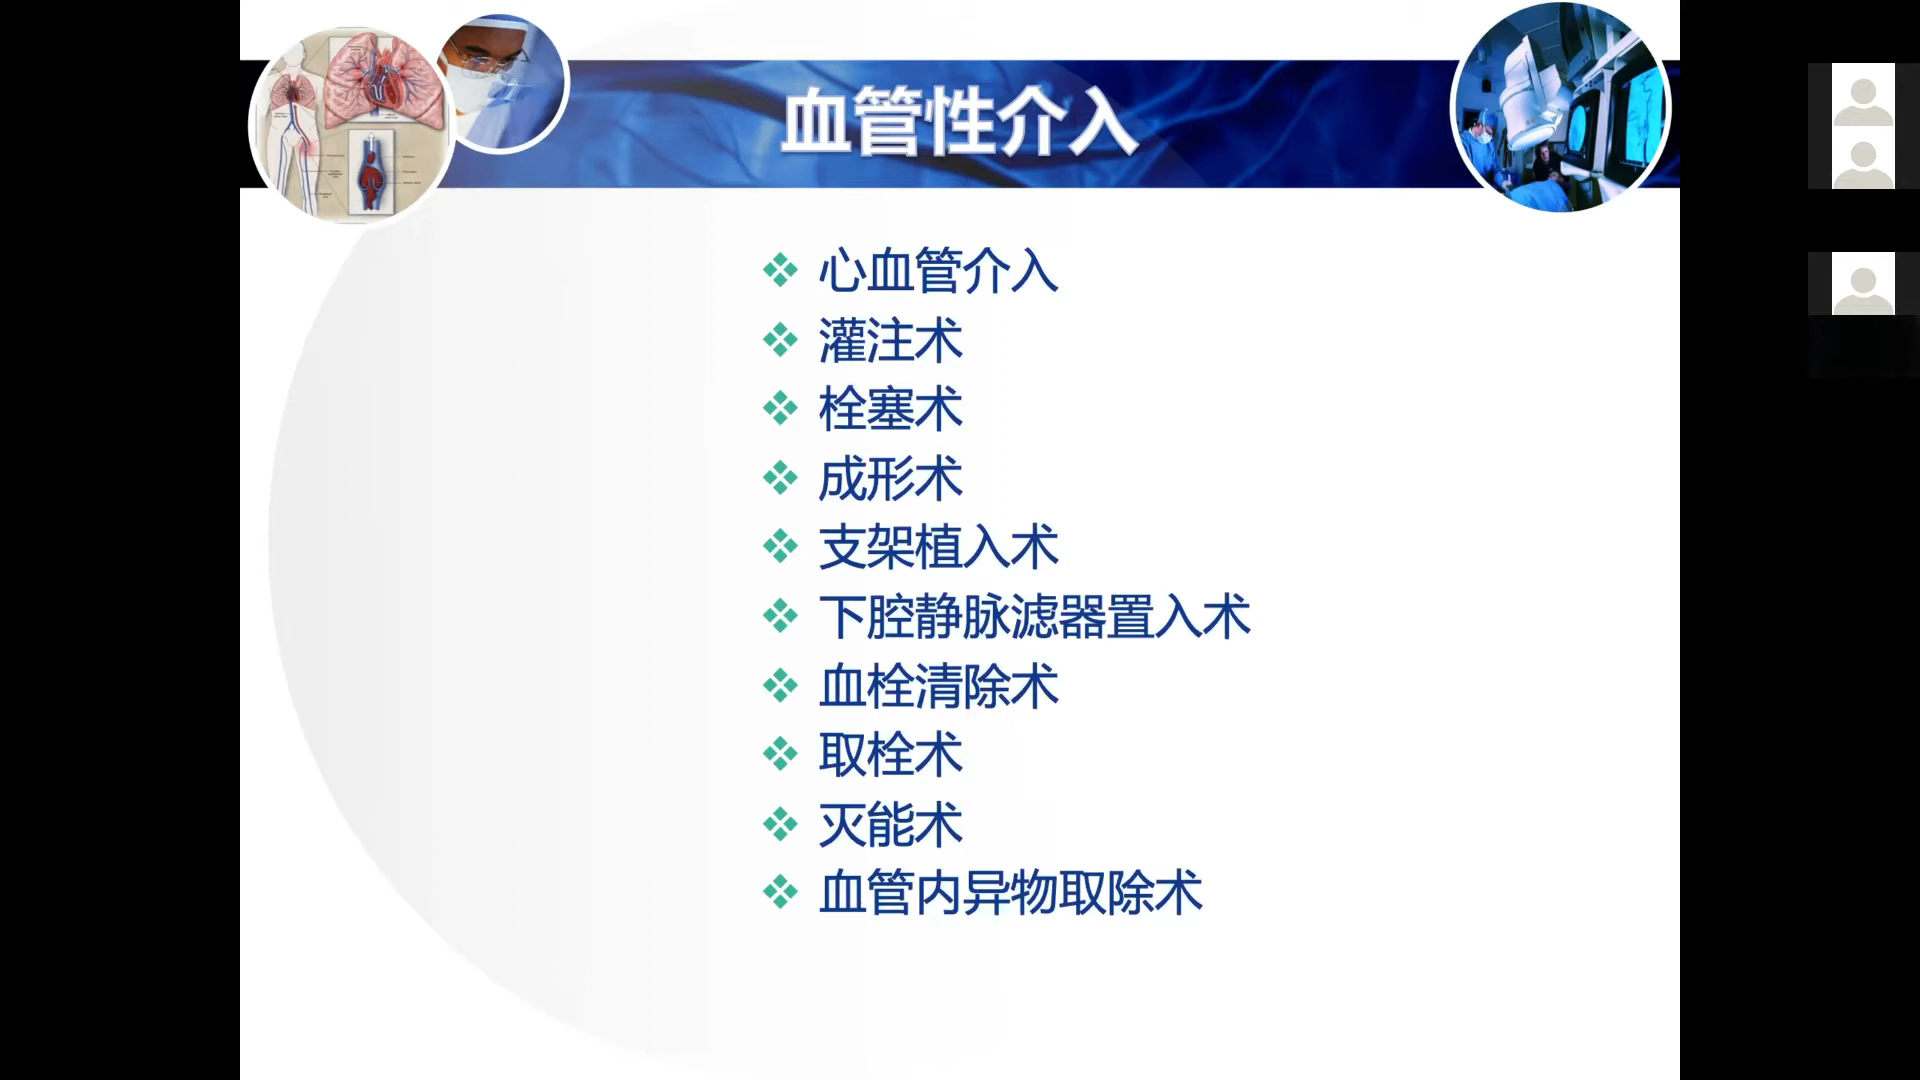 血管性介入
心血管介入
灌注术
栓塞术
成形术
支架植入术
下腔静脉滤器置入术
血栓清除术
取栓术
灭能术
血管内异物取除术